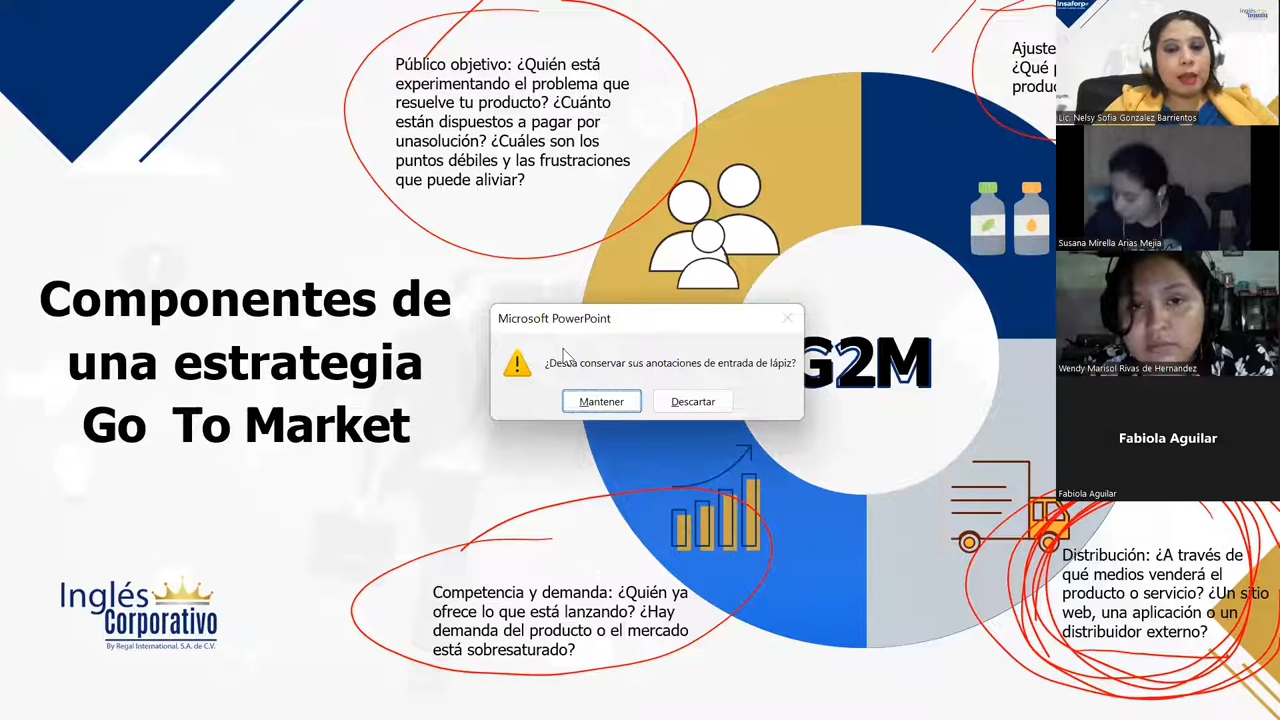 Público objetivo: ¿Quién está
experimentando el problema que
resuelve tu producto? ¿Cuánto
están dispuestos a pagar por
unasolución? ¿Cuáles son los
puntos débiles y las frustraciones
que puede aliviar?
Ajuste
¿Qué
produc
Insaforp
Inglés
Corporativo
Lic. Nelsy Sofia Gonzalez Barrientos
Susana Mirella Arias Mejia
Wendy Marisol Rivas de Hernandez
Fabiola Aguilar
Fabiola Aguilar
Componentes de
una estrategia
Go To Market
Microsoft PowerPoint
¿Desea conservar sus anotaciones de entrada de lápiz?
Mantener
Descartar
G2M
Competencia y demanda: ¿Quién ya
ofrece lo que está lanzando? ¿Hay
demanda del producto o el mercado
está sobresaturado?
Distribución: ¿A través de
qué medios venderá el
producto o servicio? ¿Un sitio
web, una aplicación o un
distribuidor externo?
Inglés
Corporativo
By Regal International, S.A. de C.V.